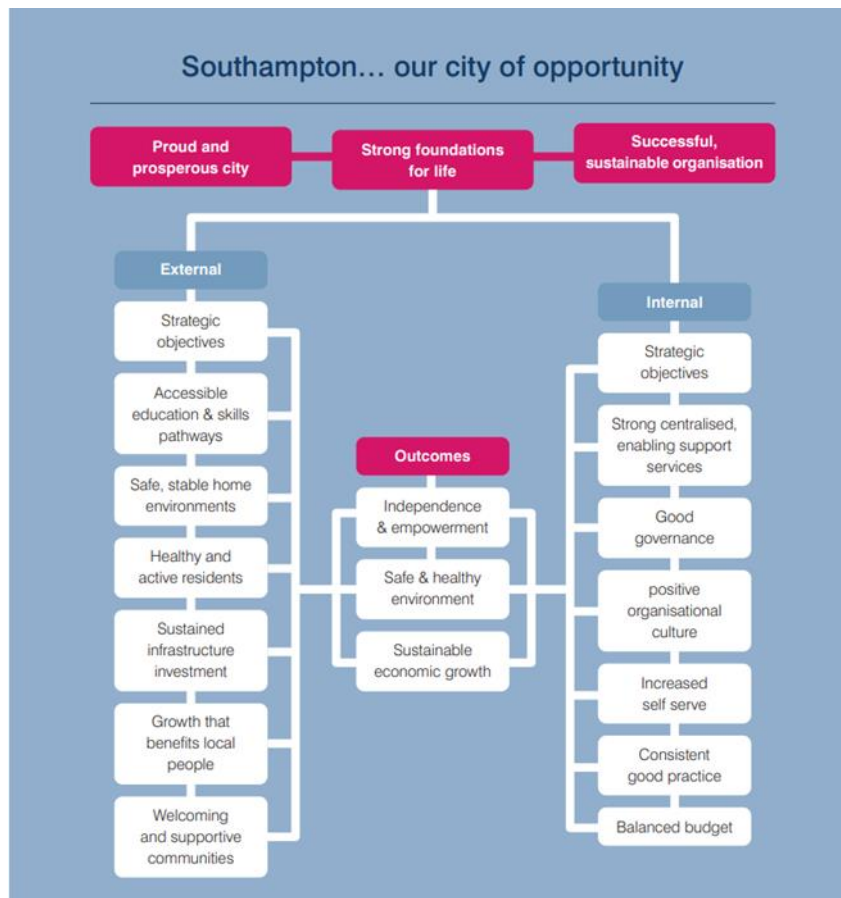 Southampton... our city of opportunity
Proud and
prosperous city
Strong foundations
for life
Successful,
sustainable organisation
External
Strategic
objectives
Accessible
education & skills
pathways
Safe, stable home
environments
Healthy and
active residents
Sustained
infrastructure
investment
Growth that
benefits local
people
Welcoming
and supportive
communities
Outcomes
Independence
& empowerment
Safe & healthy
environment
Sustainable
economic growth
Internal
Strategic
objectives
Strong centralised,
enabling support
services
Good
governance
positive
organisational
culture
Increased
self serve
Consistent
good practice
Balanced budget